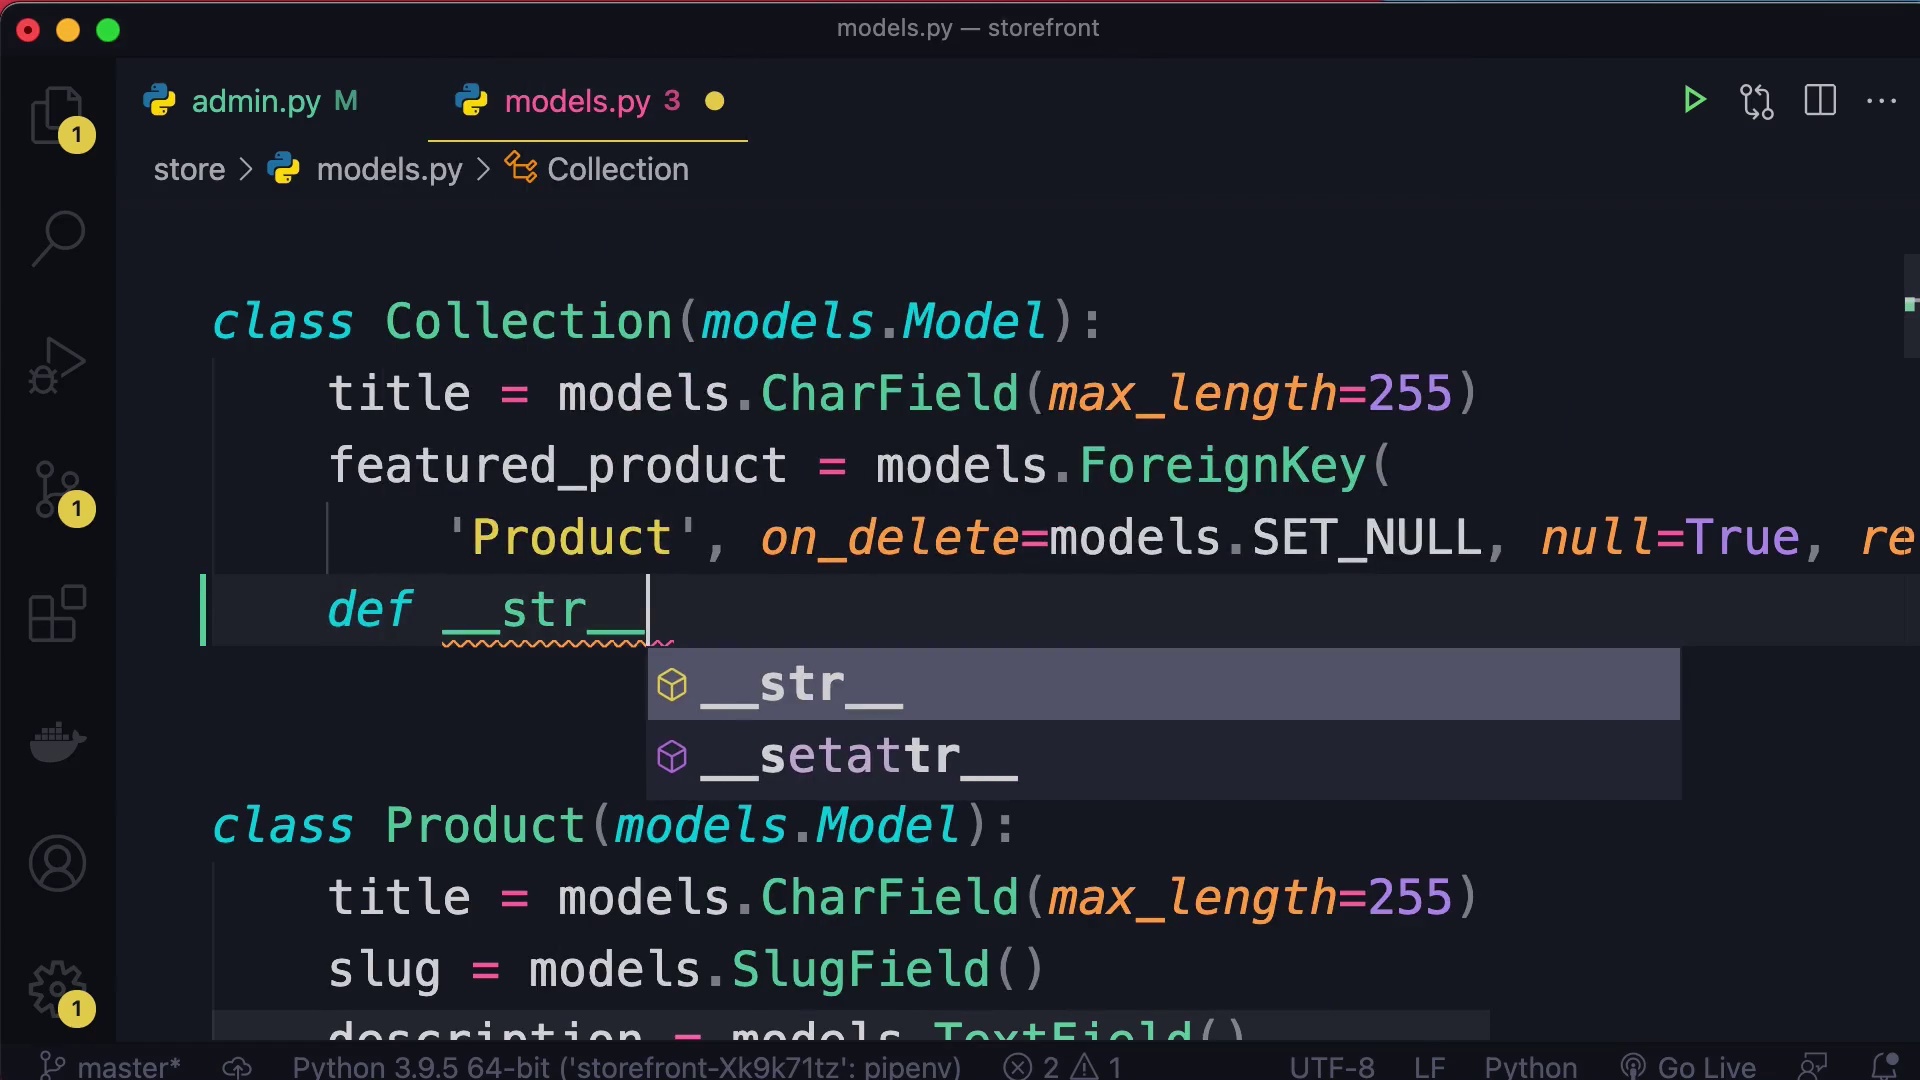 models.py — storefront
admin.py M
models.py 3
store > models.py > Collection
class Collection(models.Model):
title = models.CharField(max_length=255)
featured_product = models.ForeignKey(
'Product', on_delete=models.SET_NULL, null=True, re
def __str__
__str__
__setattr__
class Product(models.Model):
title = models.CharField(max_length=255)
slug = models.SlugField()
description = models.TextField()
1
1
1
master* Python 3.9.5 64-bit ('storefront-Xk9k71tz': pipenv) 2 1 UTF-8 LF Python Go Live